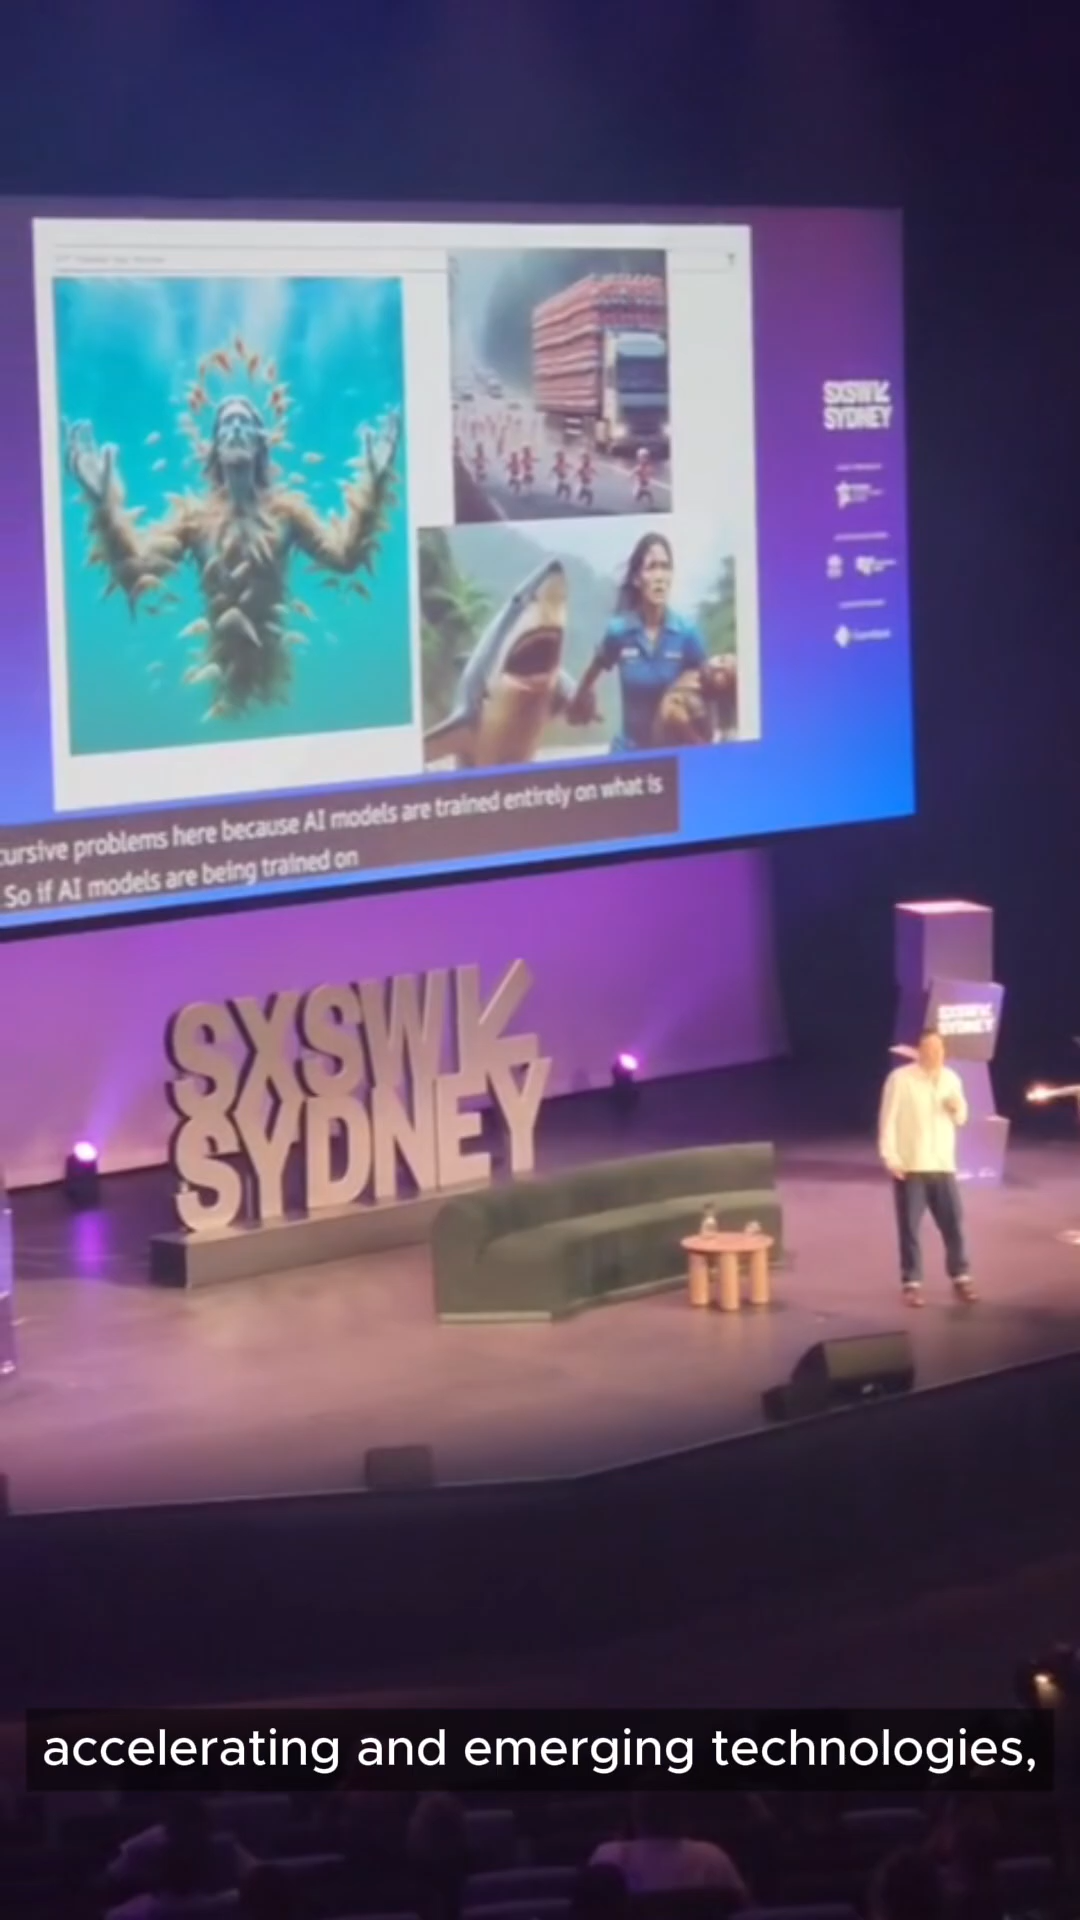 SXSW
SYDNEY
cursive problems here because AI models are trained entirely on what is
So if AI models are being trained on
SXSW
SYDNEY
SXSW
SYDNEY
accelerating and emerging technologies,